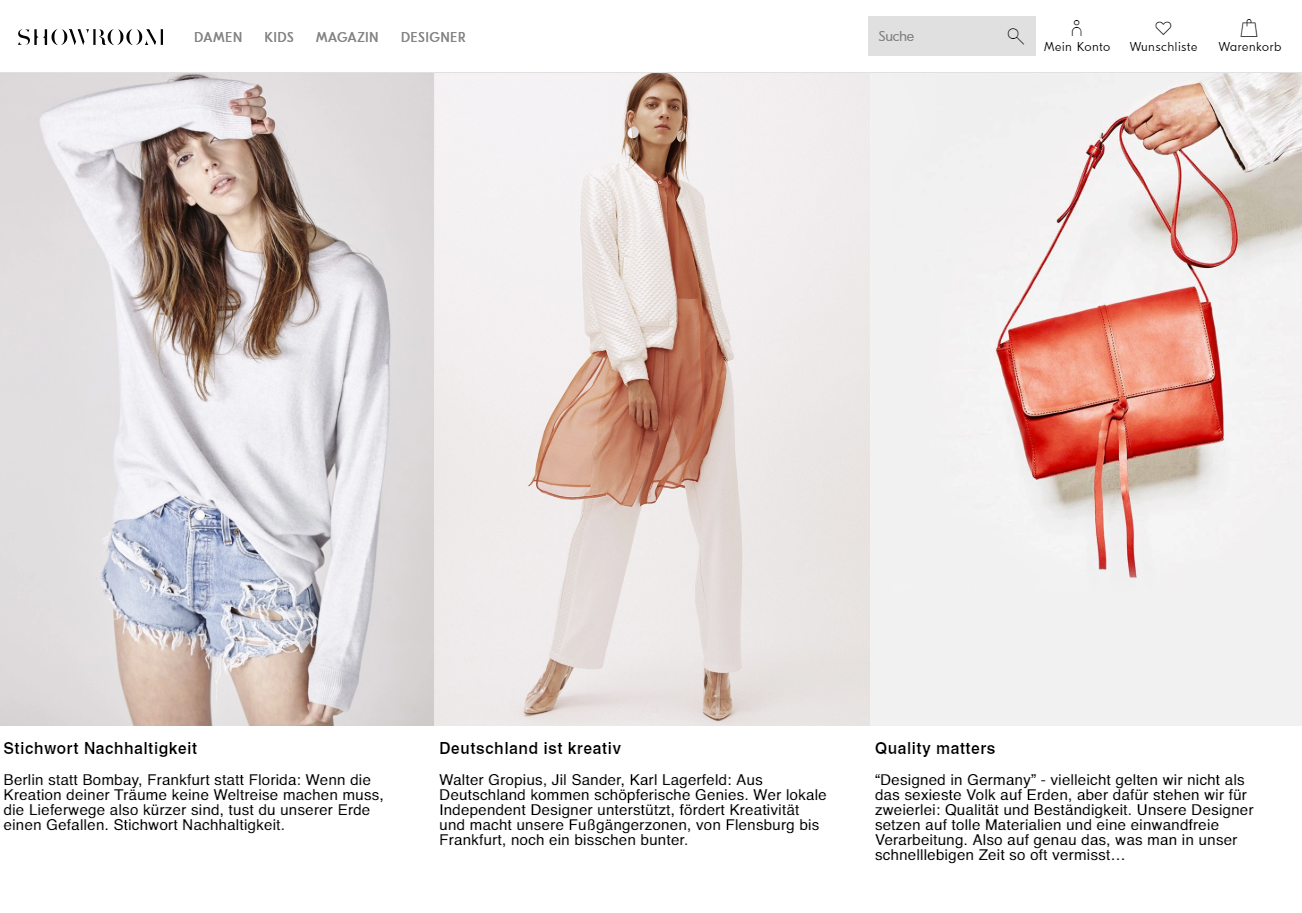 SHOWROOM DAMEN KIDS MAGAZIN DESIGNER Suche Mein Konto Wunschliste Warenkorb
Stichwort Nachhaltigkeit
Berlin statt Bombay, Frankfurt statt Florida: Wenn die
Kreation deiner Träume keine Weltreise machen muss,
die Lieferwege also kürzer sind, tust du unserer Erde
einen Gefallen. Stichwort Nachhaltigkeit.
Deutschland ist kreativ
Walter Gropius, Jil Sander, Karl Lagerfeld: Aus
Deutschland kommen schöpferische Genies. Wer lokale
Independent Designer unterstützt, fördert Kreativität
und macht unsere Fußgängerzonen, von Flensburg bis
Frankfurt, noch ein bisschen bunter.
Quality matters
“Designed in Germany” - vielleicht gelten wir nicht als
das sexieste Volk auf Erden, aber dafür stehen wir für
zweierlei: Qualität und Beständigkeit. Unsere Designer
setzen auf tolle Materialien und eine einwandfreie
Verarbeitung. Also auf genau das, was man in unser
schnelllebigen Zeit so oft vermisst…